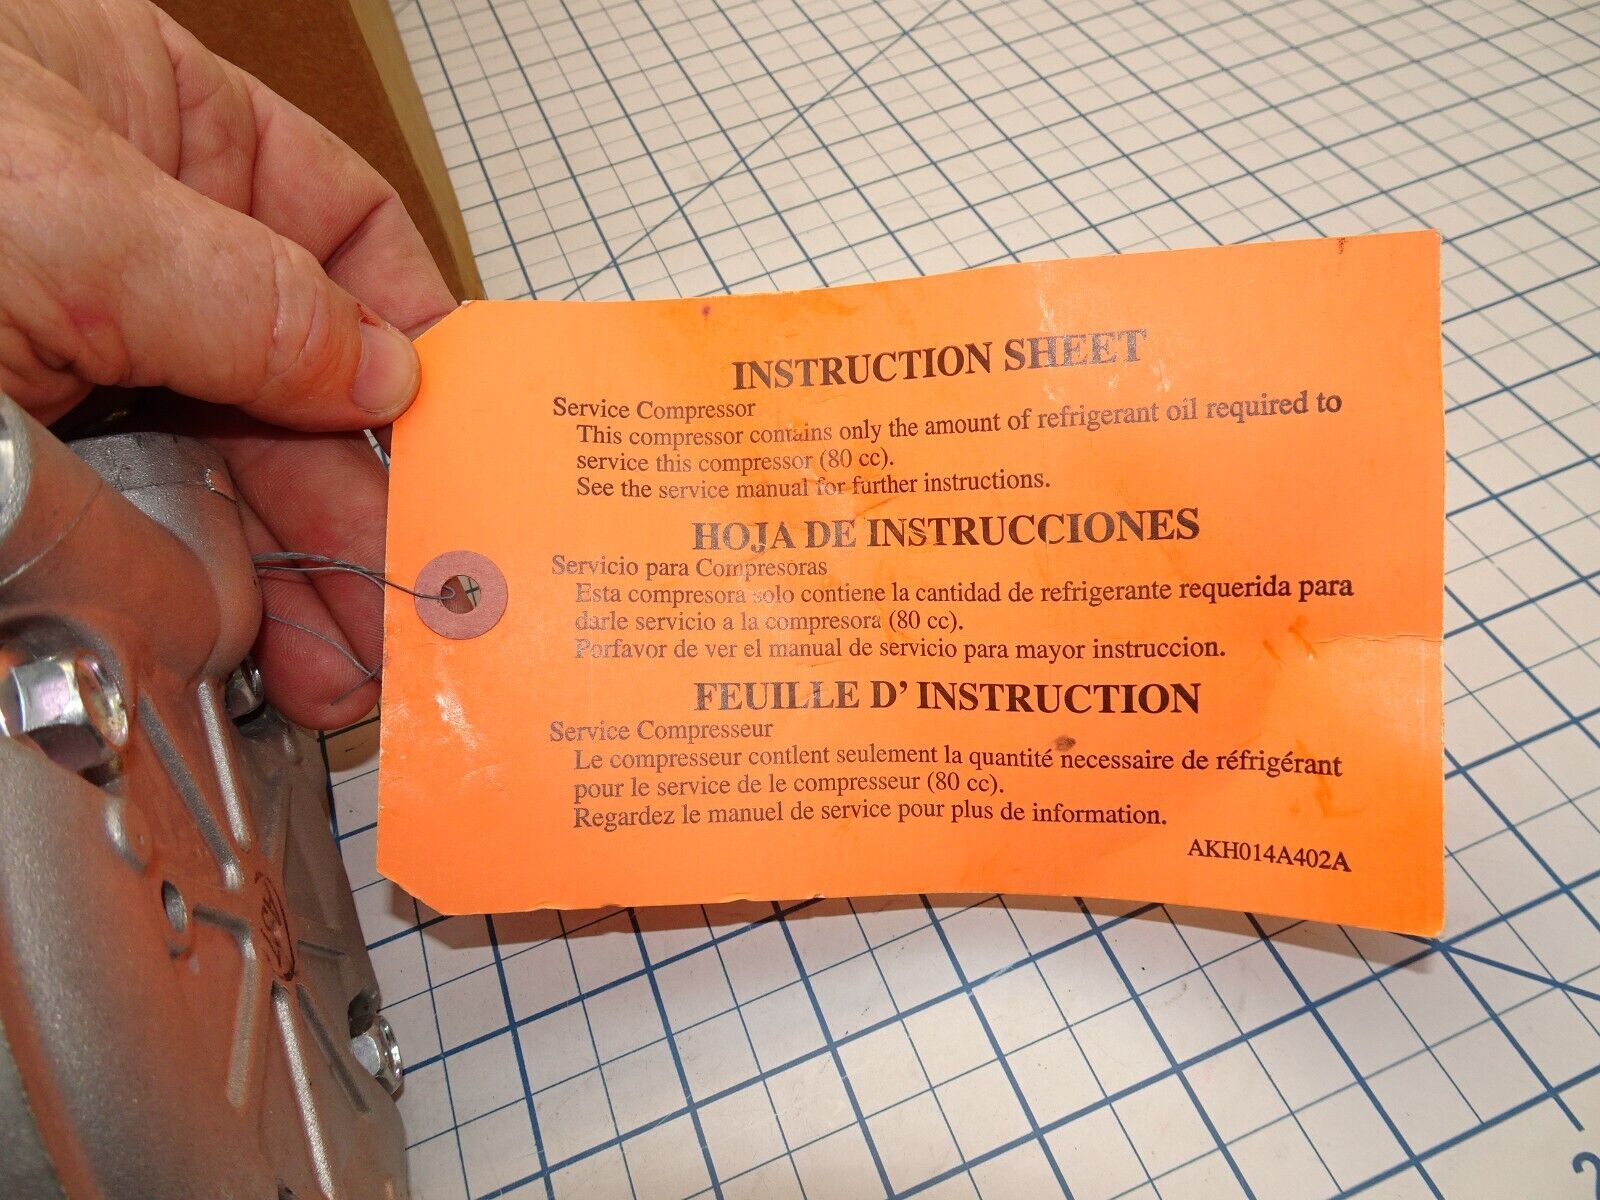 INSTRUCTION SHEET
Service Compressor
This compressor contains only the amount of refrigerant oil required to
service this compressor (80 cc).
See the service manual for further instructions.
HOJA DE INSTRUCCIONES
Servicio para Compresoras
Esta compresora solo contiene la cantidad de refrigerante requerida para
darle servicio a la compresora (80 cc).
Porfavor de ver el manual de servicio para mayor instruccion.
FEUILLE D' INSTRUCTION
Service Compresseur
Le compresseur contlent seulement la quantité necessaire de réfrigérant
pour le service de le compresseur (80 cc).
Regardez le manuel de service pour plus de information.
AKH014A402A
2